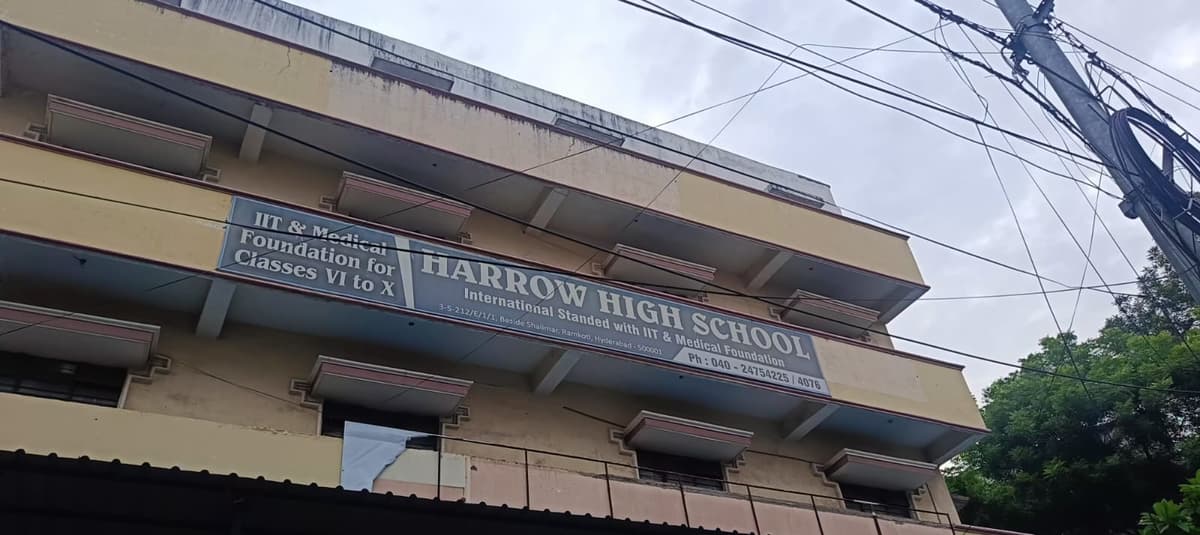 IIT & Medical
Foundation for
Classes VI to X
HARROW HIGH SCHOOL
International Standed with IIT & Medical Foundation
3-5-212/E/1/1, Beside Shalimar, Ramkoti, Hyderabad - 500001
Ph : 040 - 24754225 / 4076